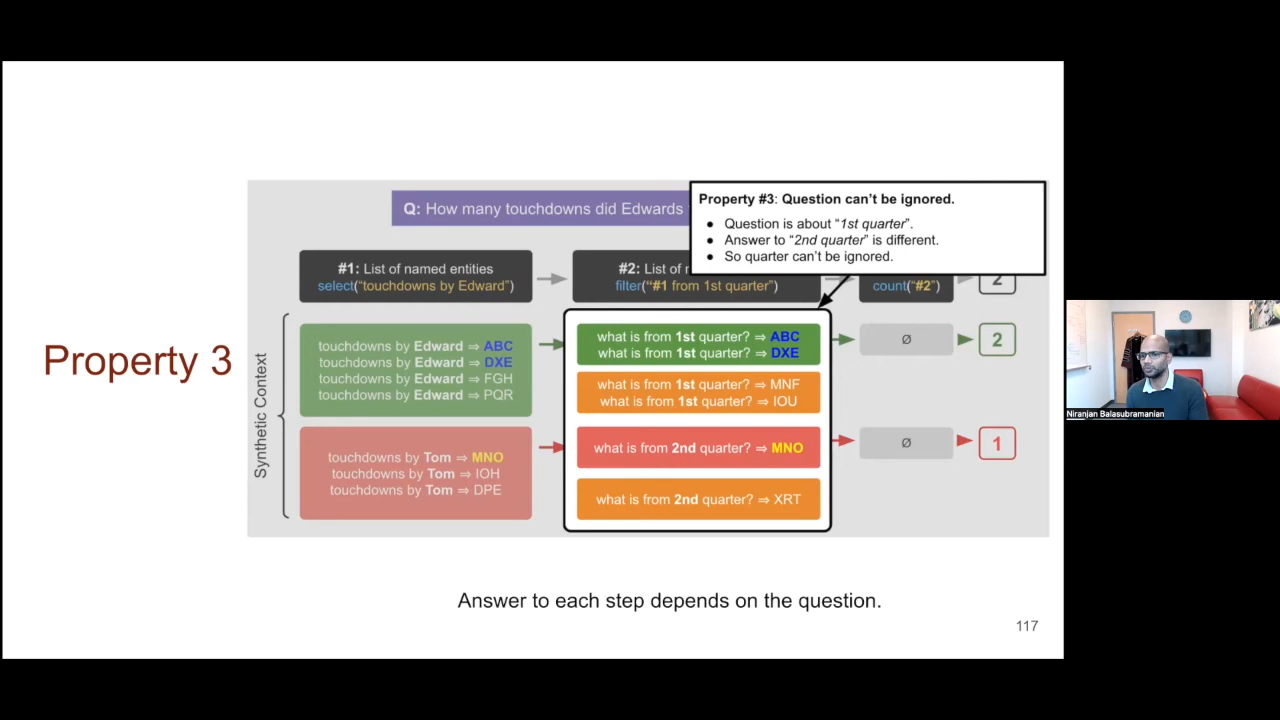 Property 3
Q: How many touchdowns did Edwards
Property #3: Question can't be ignored.
● Question is about "1st quarter".
● Answer to "2nd quarter" is different.
● So quarter can't be ignored.
#1: List of named entities
select("touchdowns by Edward")
#2: List of
filter("#1 from 1st quarter")
count("#2")
2
Synthetic Context
touchdowns by Edward ⇒ ABC
touchdowns by Edward ⇒ DXE
touchdowns by Edward ⇒ FGH
touchdowns by Edward ⇒ PQR
what is from 1st quarter? ⇒ ABC
what is from 1st quarter? ⇒ DXE
Ø
2
what is from 1st quarter? ⇒ MNF
what is from 1st quarter? ⇒ IOU
touchdowns by Tom ⇒ MNO
touchdowns by Tom ⇒ IOH
touchdowns by Tom ⇒ DPE
what is from 2nd quarter? ⇒ MNO
Ø
1
what is from 2nd quarter? ⇒ XRT
Answer to each step depends on the question.
117
Niranjan Balasubramanian